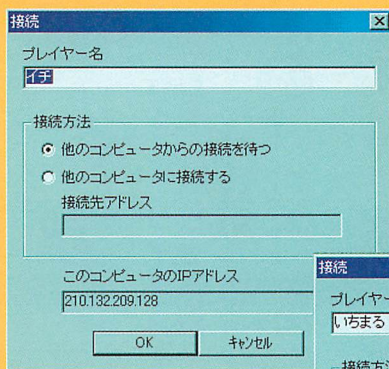 接続
プレイヤー名
イチ
接続方法
他のコンピュータからの接続を待つ
他のコンピュータに接続する
接続先アドレス
このコンピュータのIPアドレス
210.132.209.128
OK
キャンセル
接続
プレイヤー
いちまる
接続方